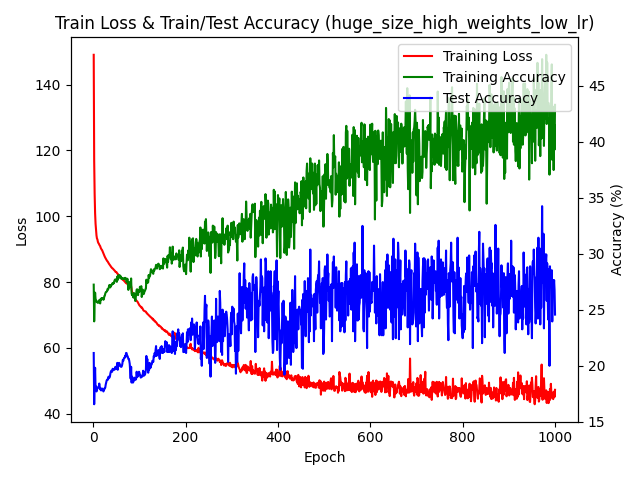 Train Loss & Train/Test Accuracy (huge_size_high_weights_low_lr)
Training Loss
Training Accuracy
Test Accuracy
140
120
100
80
60
40
Loss
45
40
35
30
25
20
15
Accuracy (%)
0
200
400
600
800
1000
Epoch